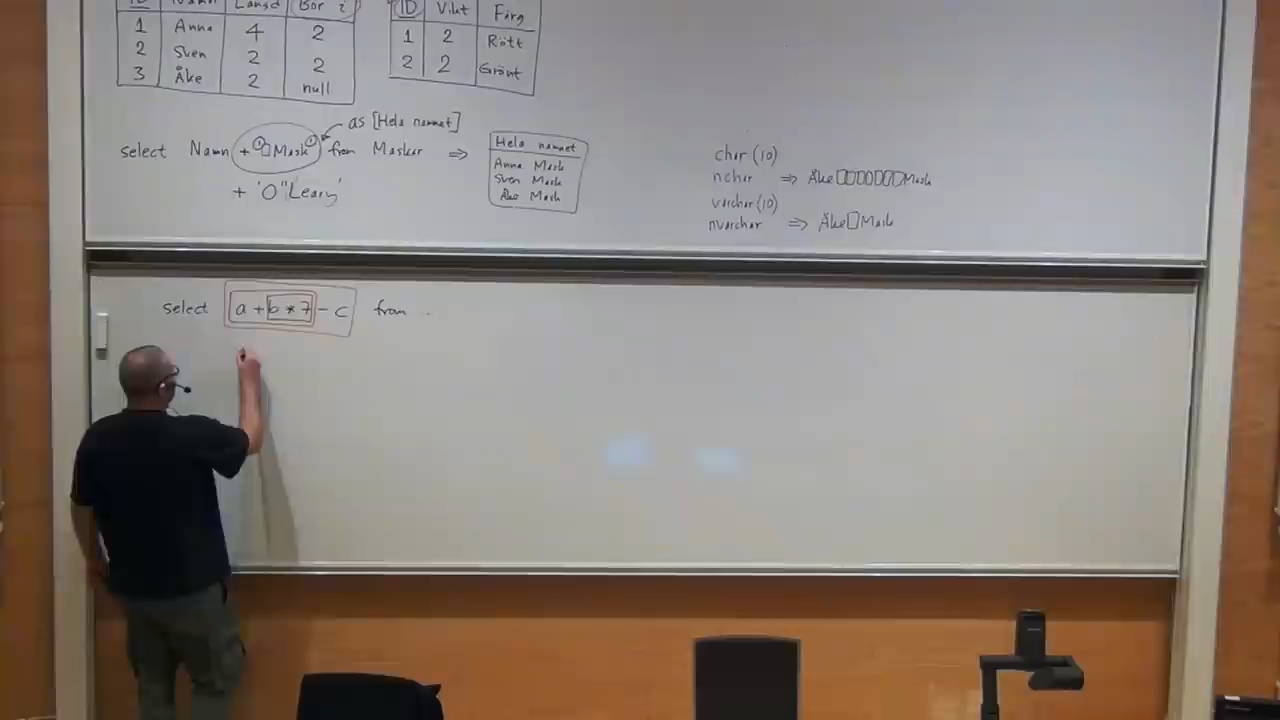 ID Namn Längd Bor i
1 Anna 4 2
2 Sven 2 2
3 Åke 2 null
ID Vikt Färg
1 2 Rött
2 2 Grönt
as [Hela namnet]
select Namn + ' Mask' from Maskar ⇒
+ 'O''Leary'
Hela namnet
Anna Mask
Sven Mask
Åke Mask
char (10)
nchar ⇒ Åke□□□□□□□Mask
varchar (10)
nvarchar ⇒ Åke□Mask
select a + b * 7 - c from ...